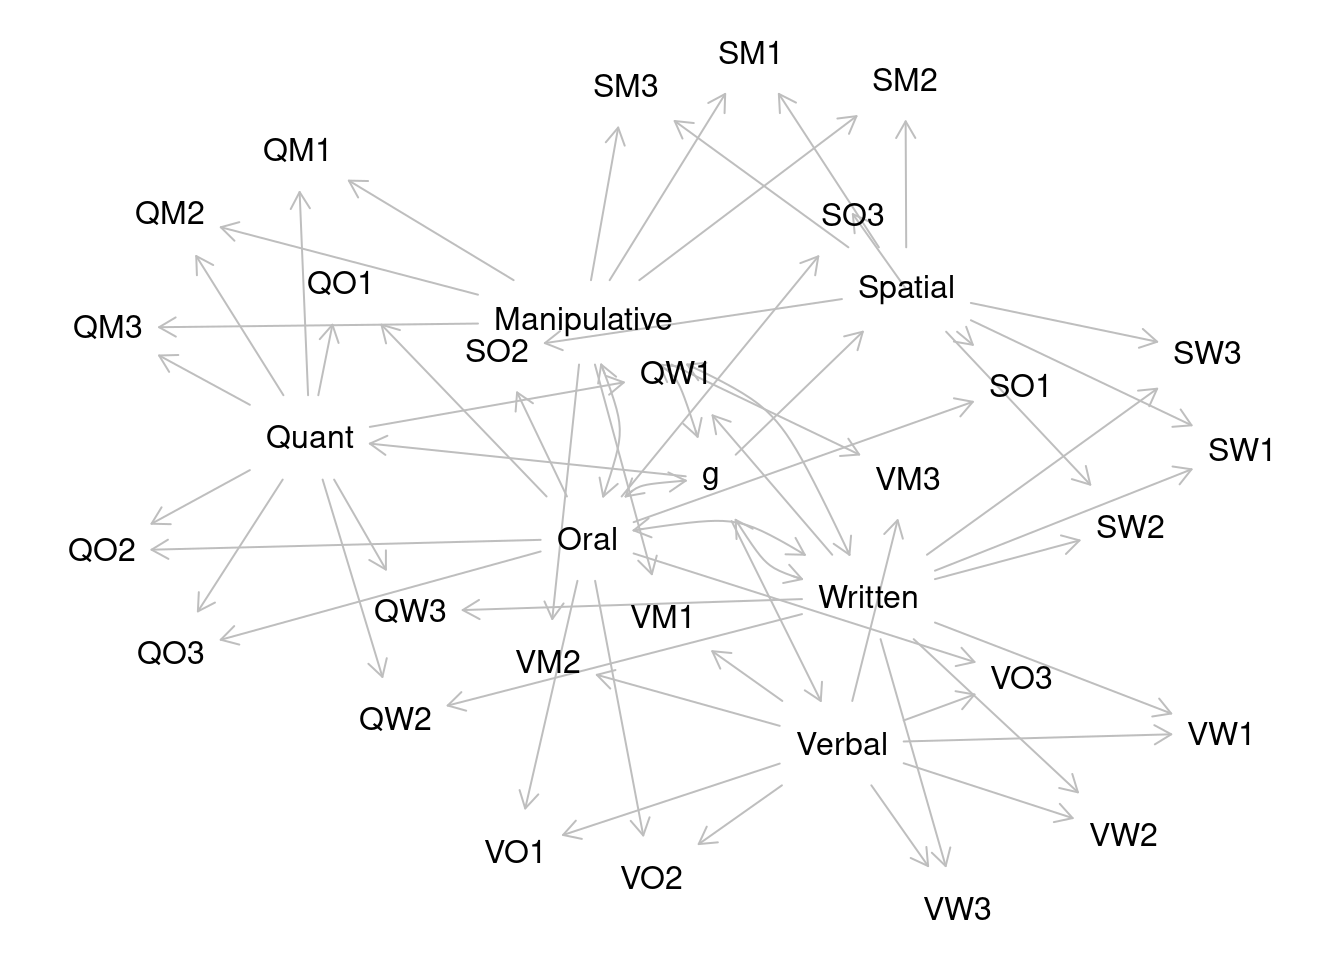 SM1
SM2
SM3
QM1
QM2
SO3
QO1
Spatial
Manipulative
QM3
SO2
SW3
QW1
SO1
Quant
SW1
g
VM3
SW2
Oral
QO2
Written
QW3
VM1
QO3
VM2
VO3
QW2
VW1
Verbal
VW2
VO1
VO2
VW3